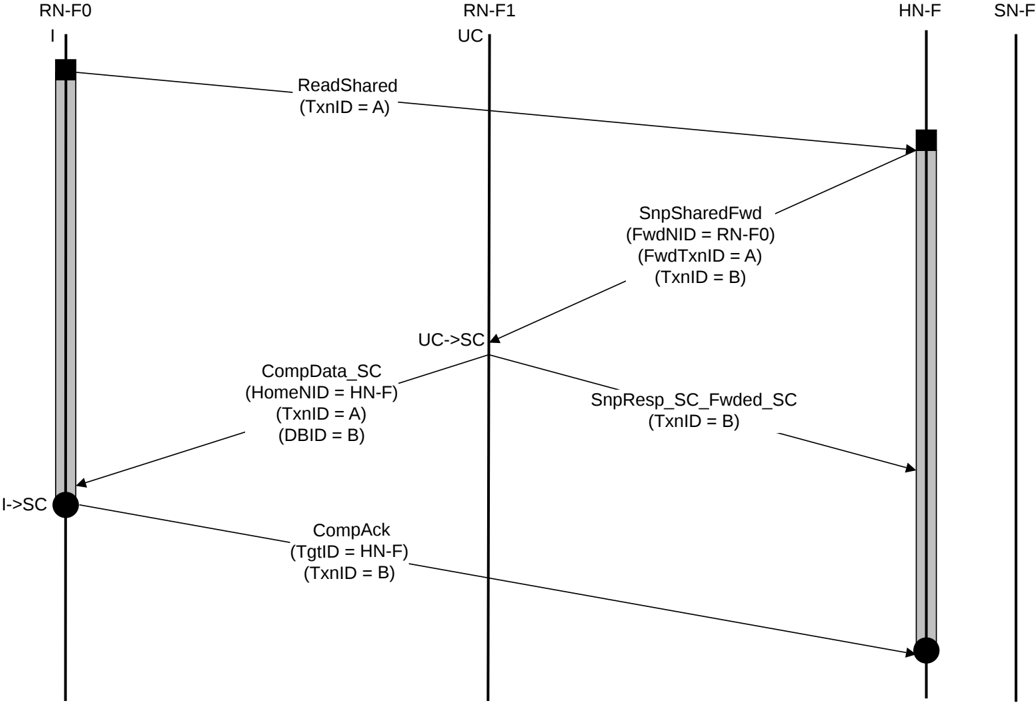 RN-F0
RN-F1
HN-F
SN-F
I
UC
ReadShared
(TxnID = A)
SnpSharedFwd
(FwdNID = RN-F0)
(FwdTxnID = A)
(TxnID = B)
UC->SC
CompData_SC
(HomeNID = HN-F)
(TxnID = A)
(DBID = B)
SnpResp_SC_Fwded_SC
(TxnID = B)
I->SC
CompAck
(TgtID = HN-F)
(TxnID = B)